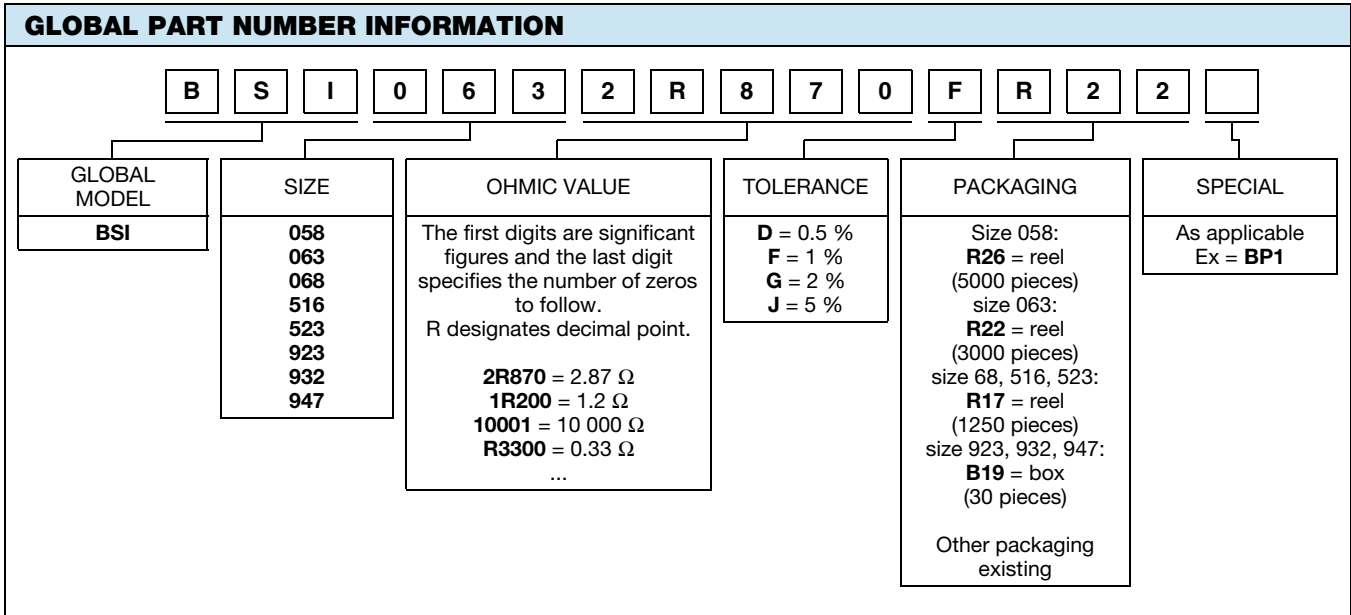 GLOBAL PART NUMBER INFORMATION
B S I 0 6 3 2 R 8 7 0 F R 2 2
GLOBAL
MODEL
BSI
SIZE
058
063
068
516
523
923
932
947
OHMIC VALUE
The first digits are significant
figures and the last digit
specifies the number of zeros
to follow.
R designates decimal point.
2R870 = 2.87 Ω
1R200 = 1.2 Ω
10001 = 10 000 Ω
R3300 = 0.33 Ω
...
TOLERANCE
D = 0.5 %
F = 1 %
G = 2 %
J = 5 %
PACKAGING
Size 058:
R26 = reel
(5000 pieces)
size 063:
R22 = reel
(3000 pieces)
size 68, 516, 523:
R17 = reel
(1250 pieces)
size 923, 932, 947:
B19 = box
(30 pieces)
Other packaging
existing
SPECIAL
As applicable
Ex = BP1